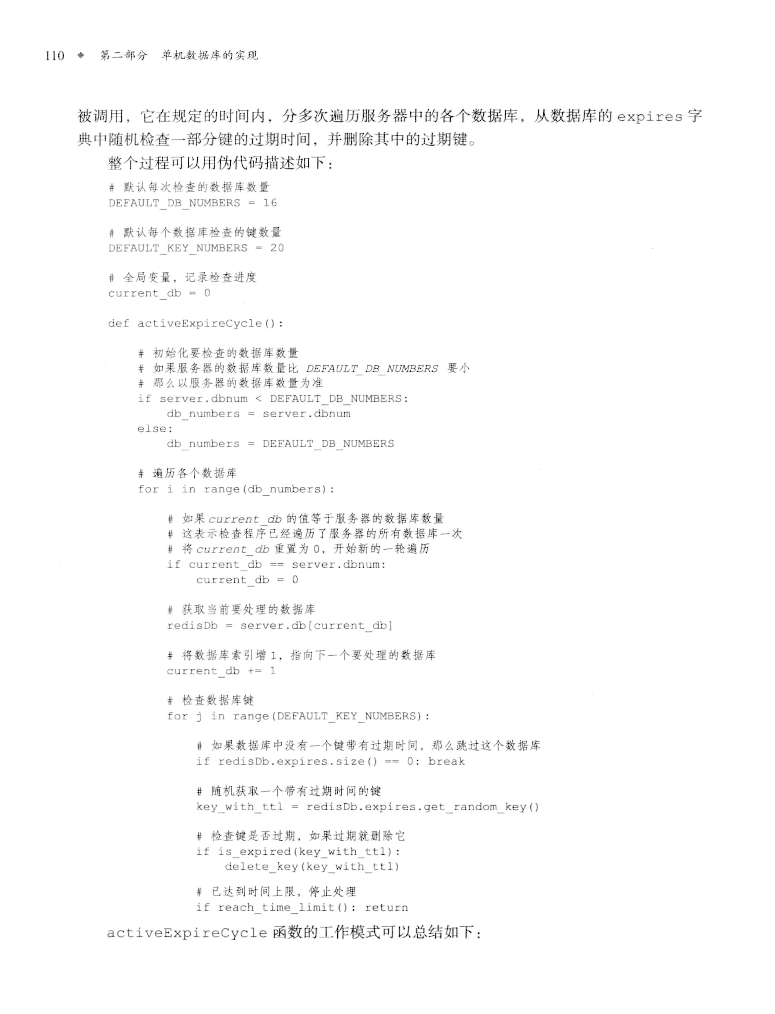 110 ◆ 第二部分 单机数据库的实现
被调用，它在规定的时间内，分多次遍历服务器中的各个数据库，从数据库的 expires 字
典中随机检查一部分键的过期时间，并删除其中的过期键。
整个过程可以用伪代码描述如下：
# 默认每次检查的数据库数量
DEFAULT_DB_NUMBERS = 16
# 默认每个数据库检查的键数量
DEFAULT_KEY_NUMBERS = 20
# 全局变量，记录检查进度
current_db = 0
def activeExpireCycle():
# 初始化要检查的数据库数量
# 如果服务器的数据库数量比 DEFAULT_DB_NUMBERS 要小
# 那么以服务器的数据库数量为准
if server.dbnum < DEFAULT_DB_NUMBERS:
db_numbers = server.dbnum
else:
db_numbers = DEFAULT_DB_NUMBERS
# 遍历各个数据库
for i in range(db_numbers):
# 如果 current_db 的值等于服务器的数据库数量
# 这表示检查程序已经遍历了服务器的所有数据库一次
# 将 current_db 重置为 0，开始新的一轮遍历
if current_db == server.dbnum:
current_db = 0
# 获取当前要处理的数据库
redisDb = server.db[current_db]
# 将数据库索引增 1，指向下一个要处理的数据库
current_db += 1
# 检查数据库键
for j in range(DEFAULT_KEY_NUMBERS):
# 如果数据库中没有一个键带有过期时间，那么跳过这个数据库
if redisDb.expires.size() == 0: break
# 随机获取一个带有过期时间的键
key_with_ttl = redisDb.expires.get_random_key()
# 检查键是否过期，如果过期就删除它
if is_expired(key_with_ttl):
delete_key(key_with_ttl)
# 已达到时间上限，停止处理
if reach_time_limit(): return
activeExpireCycle 函数的工作模式可以总结如下：